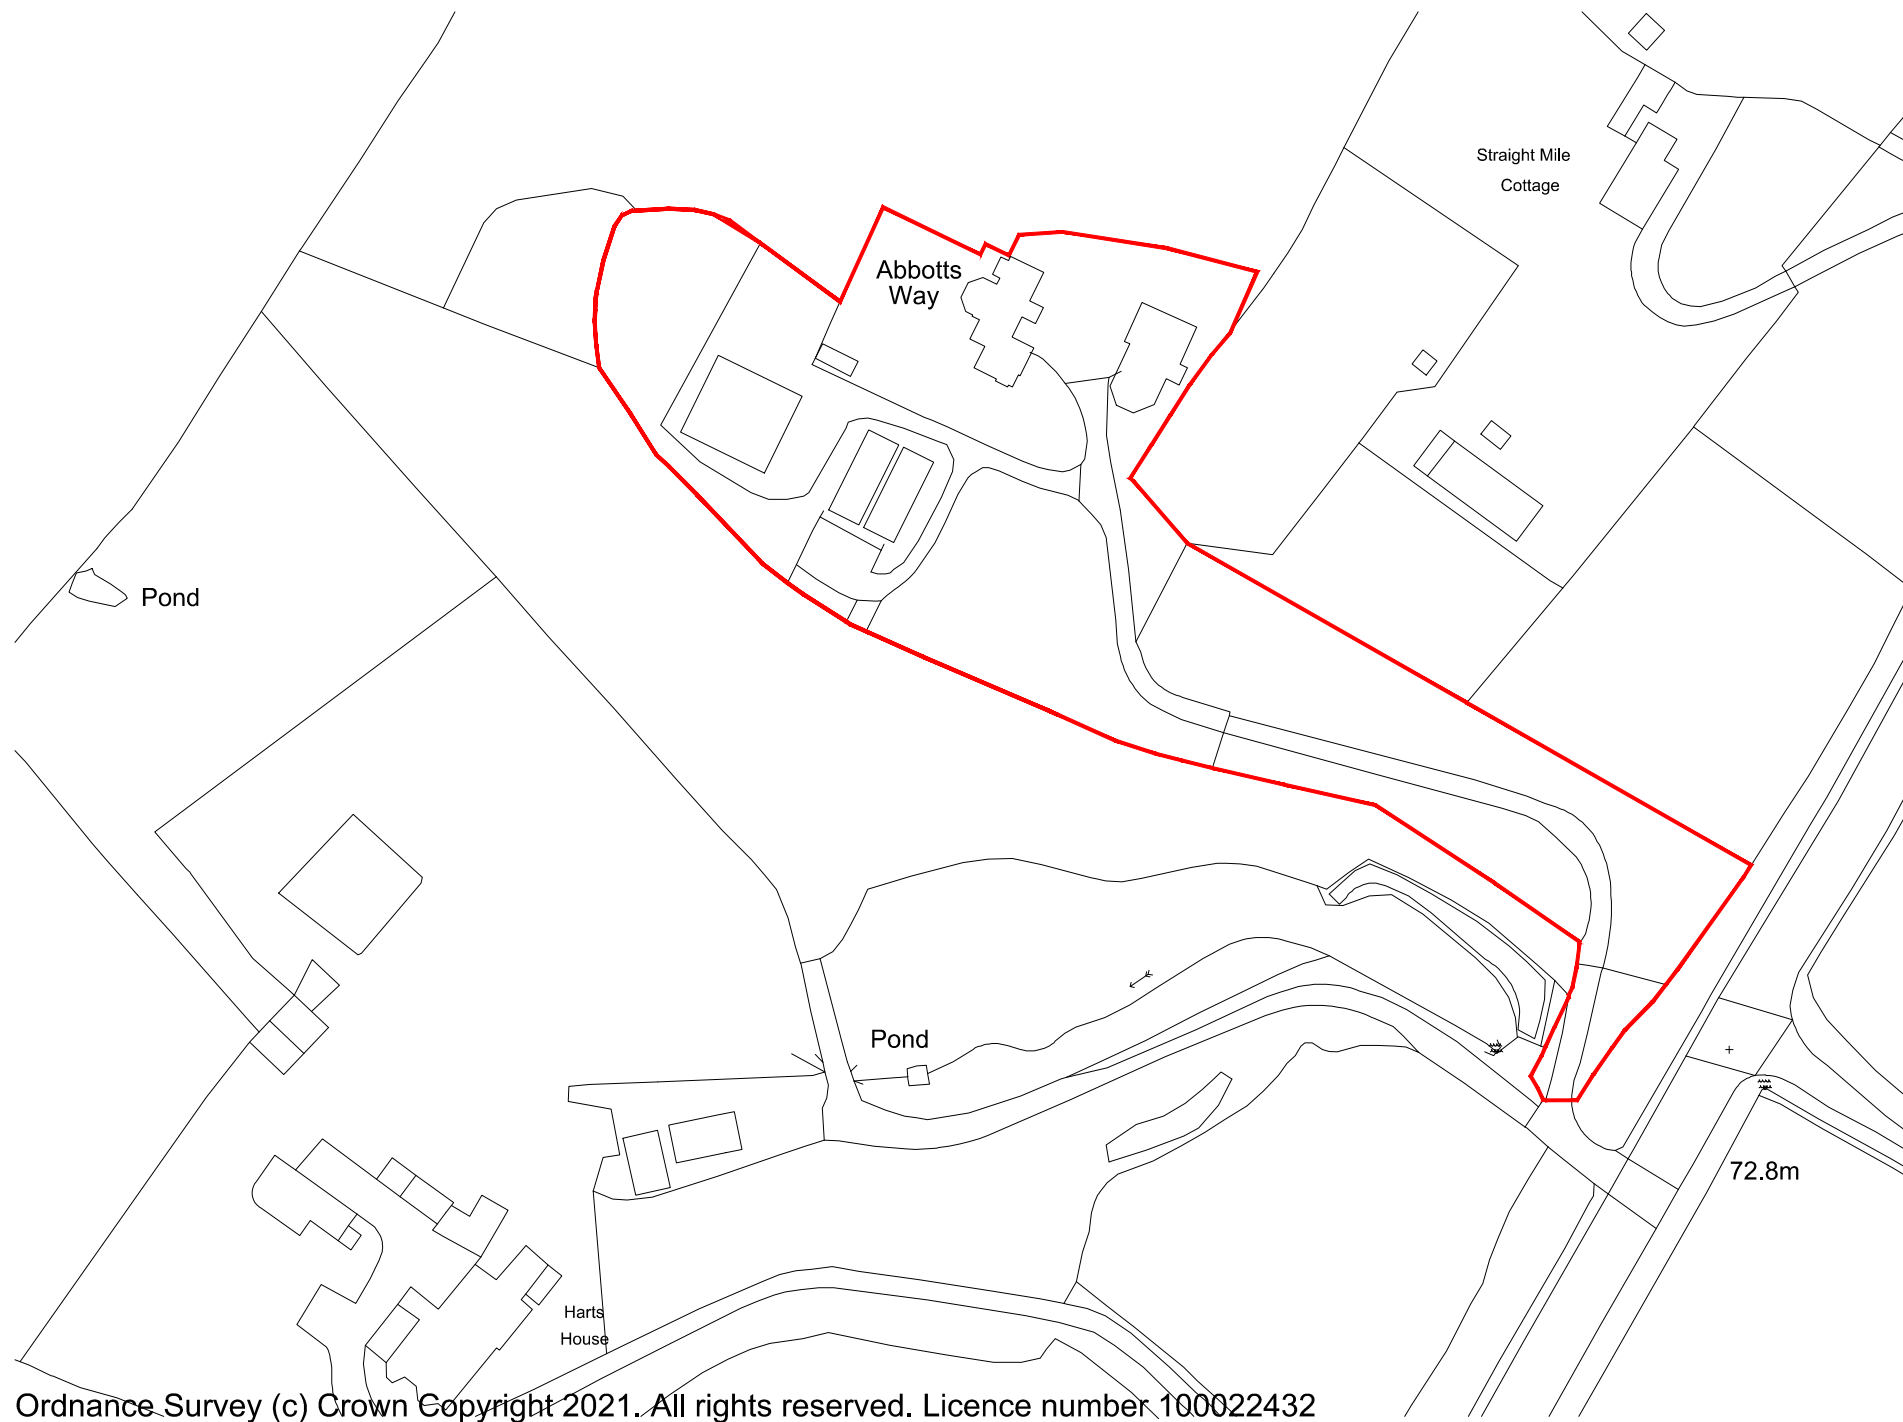 Straight Mile
Cottage
Abbotts
Way
Pond
Pond
72.8m
Harts
House
Ordnance Survey (c) Crown Copyright 2021. All rights reserved. Licence number 100022432